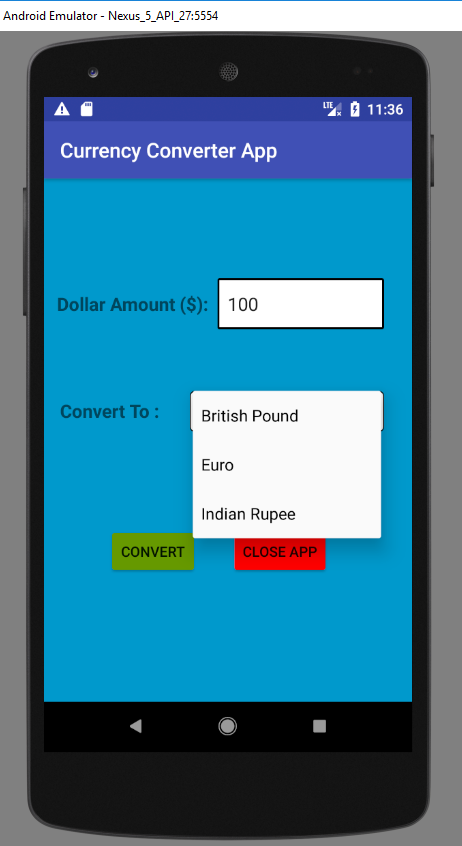 Android Emulator - Nexus_5_API_27:5554
LTE 11:36
Currency Converter App
Dollar Amount ($): 100
Convert To :
British Pound
Euro
Indian Rupee
CONVERT CLOSE APP